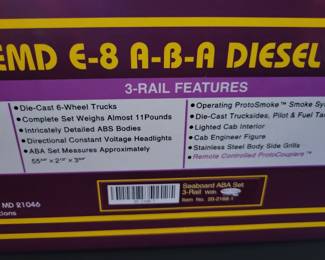 EMD E-8 A-B-A DIESEL
3-RAIL FEATURES
•Die-Cast 6-Wheel Trucks
•Complete Set Weighs Almost 11Pounds
•Intricately Detailed ABS Bodies
•Directional Constant Voltage Headlights
•ABA Set Measures Approximately
•Operating ProtoSmoke™ Smoke Sy
•Die-Cast Trucksides, Pilot & Fuel Ta
•Lighted Cab Interior
•Cab Engineer Figure
•Stainless Steel Body Side Grills
•Remote Controlled ProtoCouplers™
Seaboard ABA Set
3-Rail With
Item No. 20-2168-1
MD 21046
tions